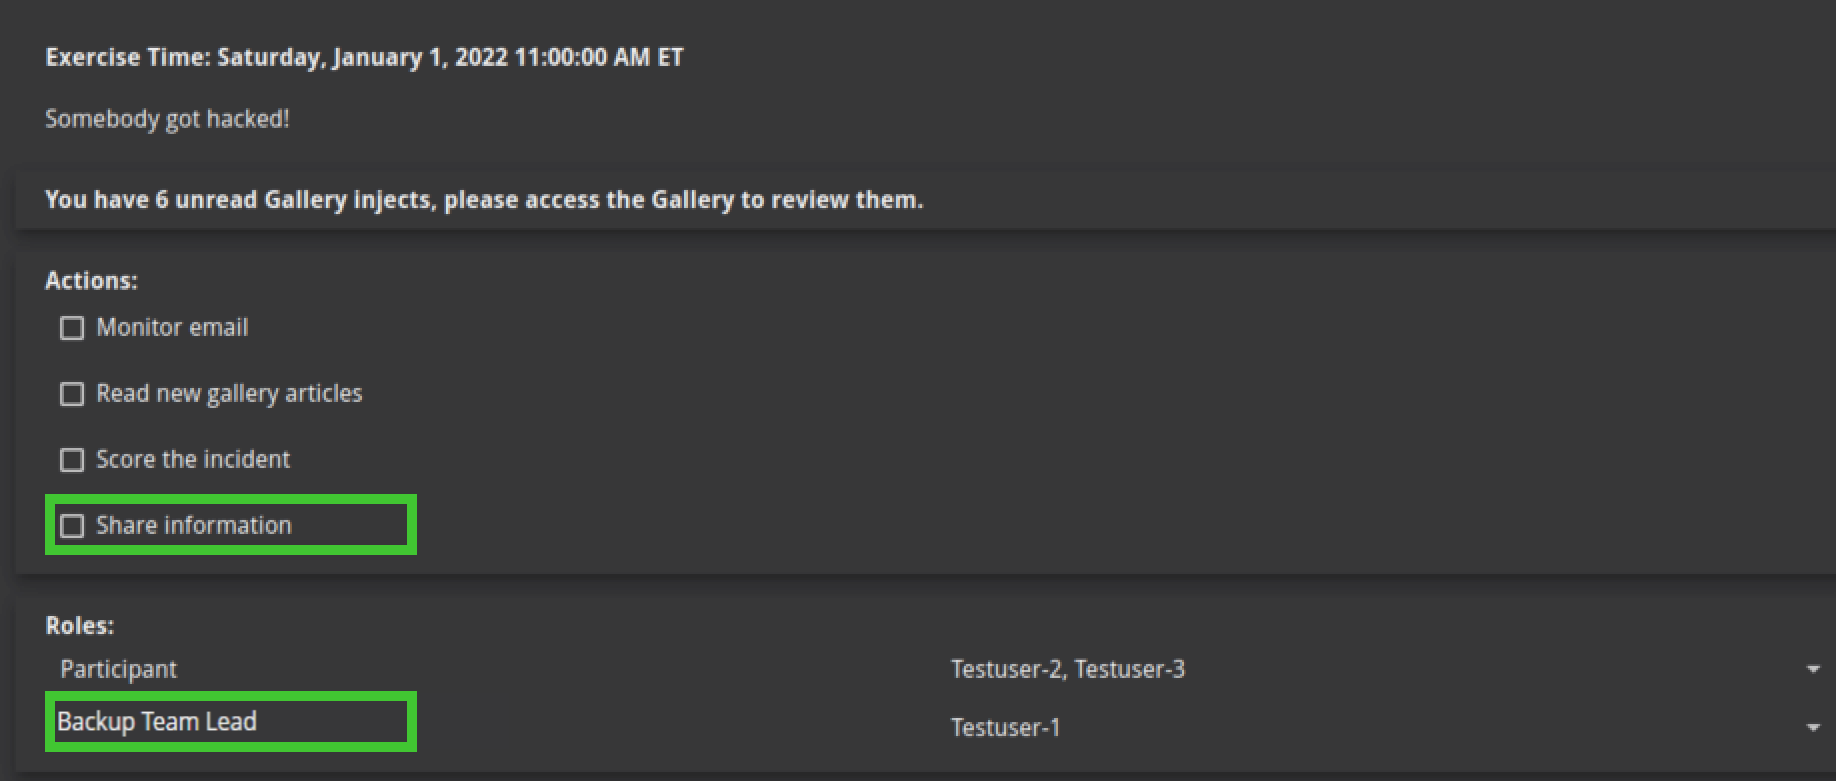 Exercise Time: Saturday, January 1, 2022 11:00:00 AM ET
Somebody got hacked!
You have 6 unread Gallery injects, please access the Gallery to review them.
Actions:
Monitor email
Read new gallery articles
Score the incident
Share information
Roles:
Participant Testuser-2, Testuser-3
Backup Team Lead Testuser-1